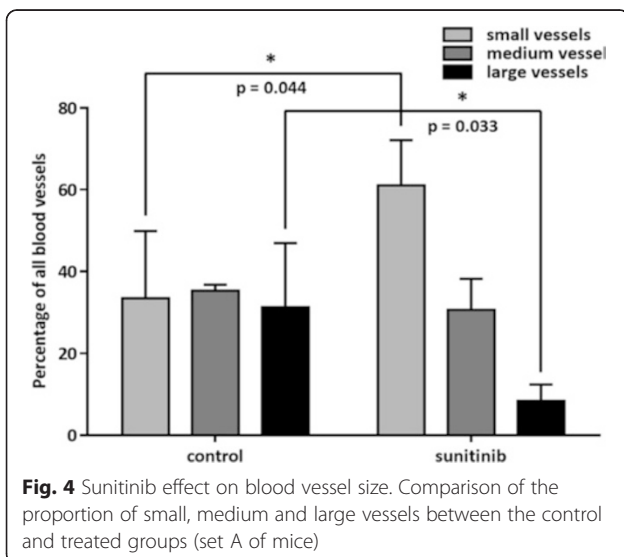 small vessels
medium vessel
large vessels
*
p = 0.044
*
p = 0.033
Percentage of all blood vessels
80
60
40
20
0
control
sunitinib
Fig. 4 Sunitinib effect on blood vessel size. Comparison of the
proportion of small, medium and large vessels between the control
and treated groups (set A of mice)